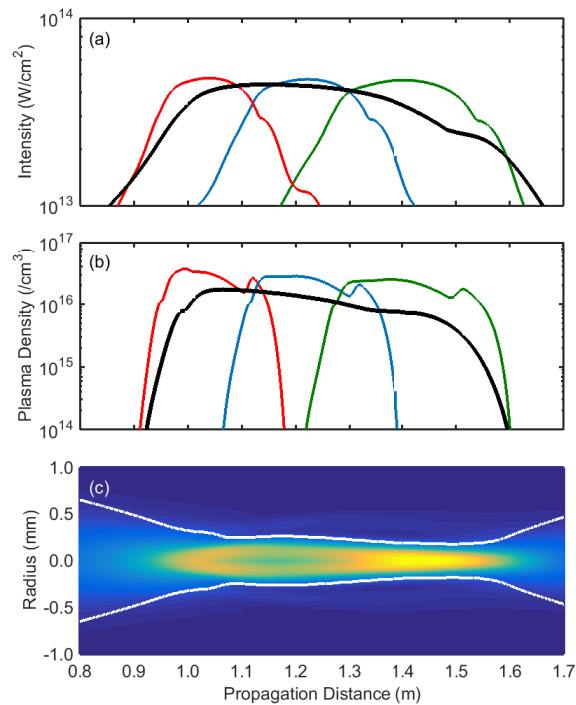 10^14
(a)
Intensity (W/cm^2)
10^13
10^17
(b)
10^16
Plasma Density (/cm^3)
10^15
10^14
1.0
(c)
0.5
Radius (mm)
0.0
-0.5
-1.0
0.8 0.9 1.0 1.1 1.2 1.3 1.4 1.5 1.6 1.7
Propagation Distance (m)